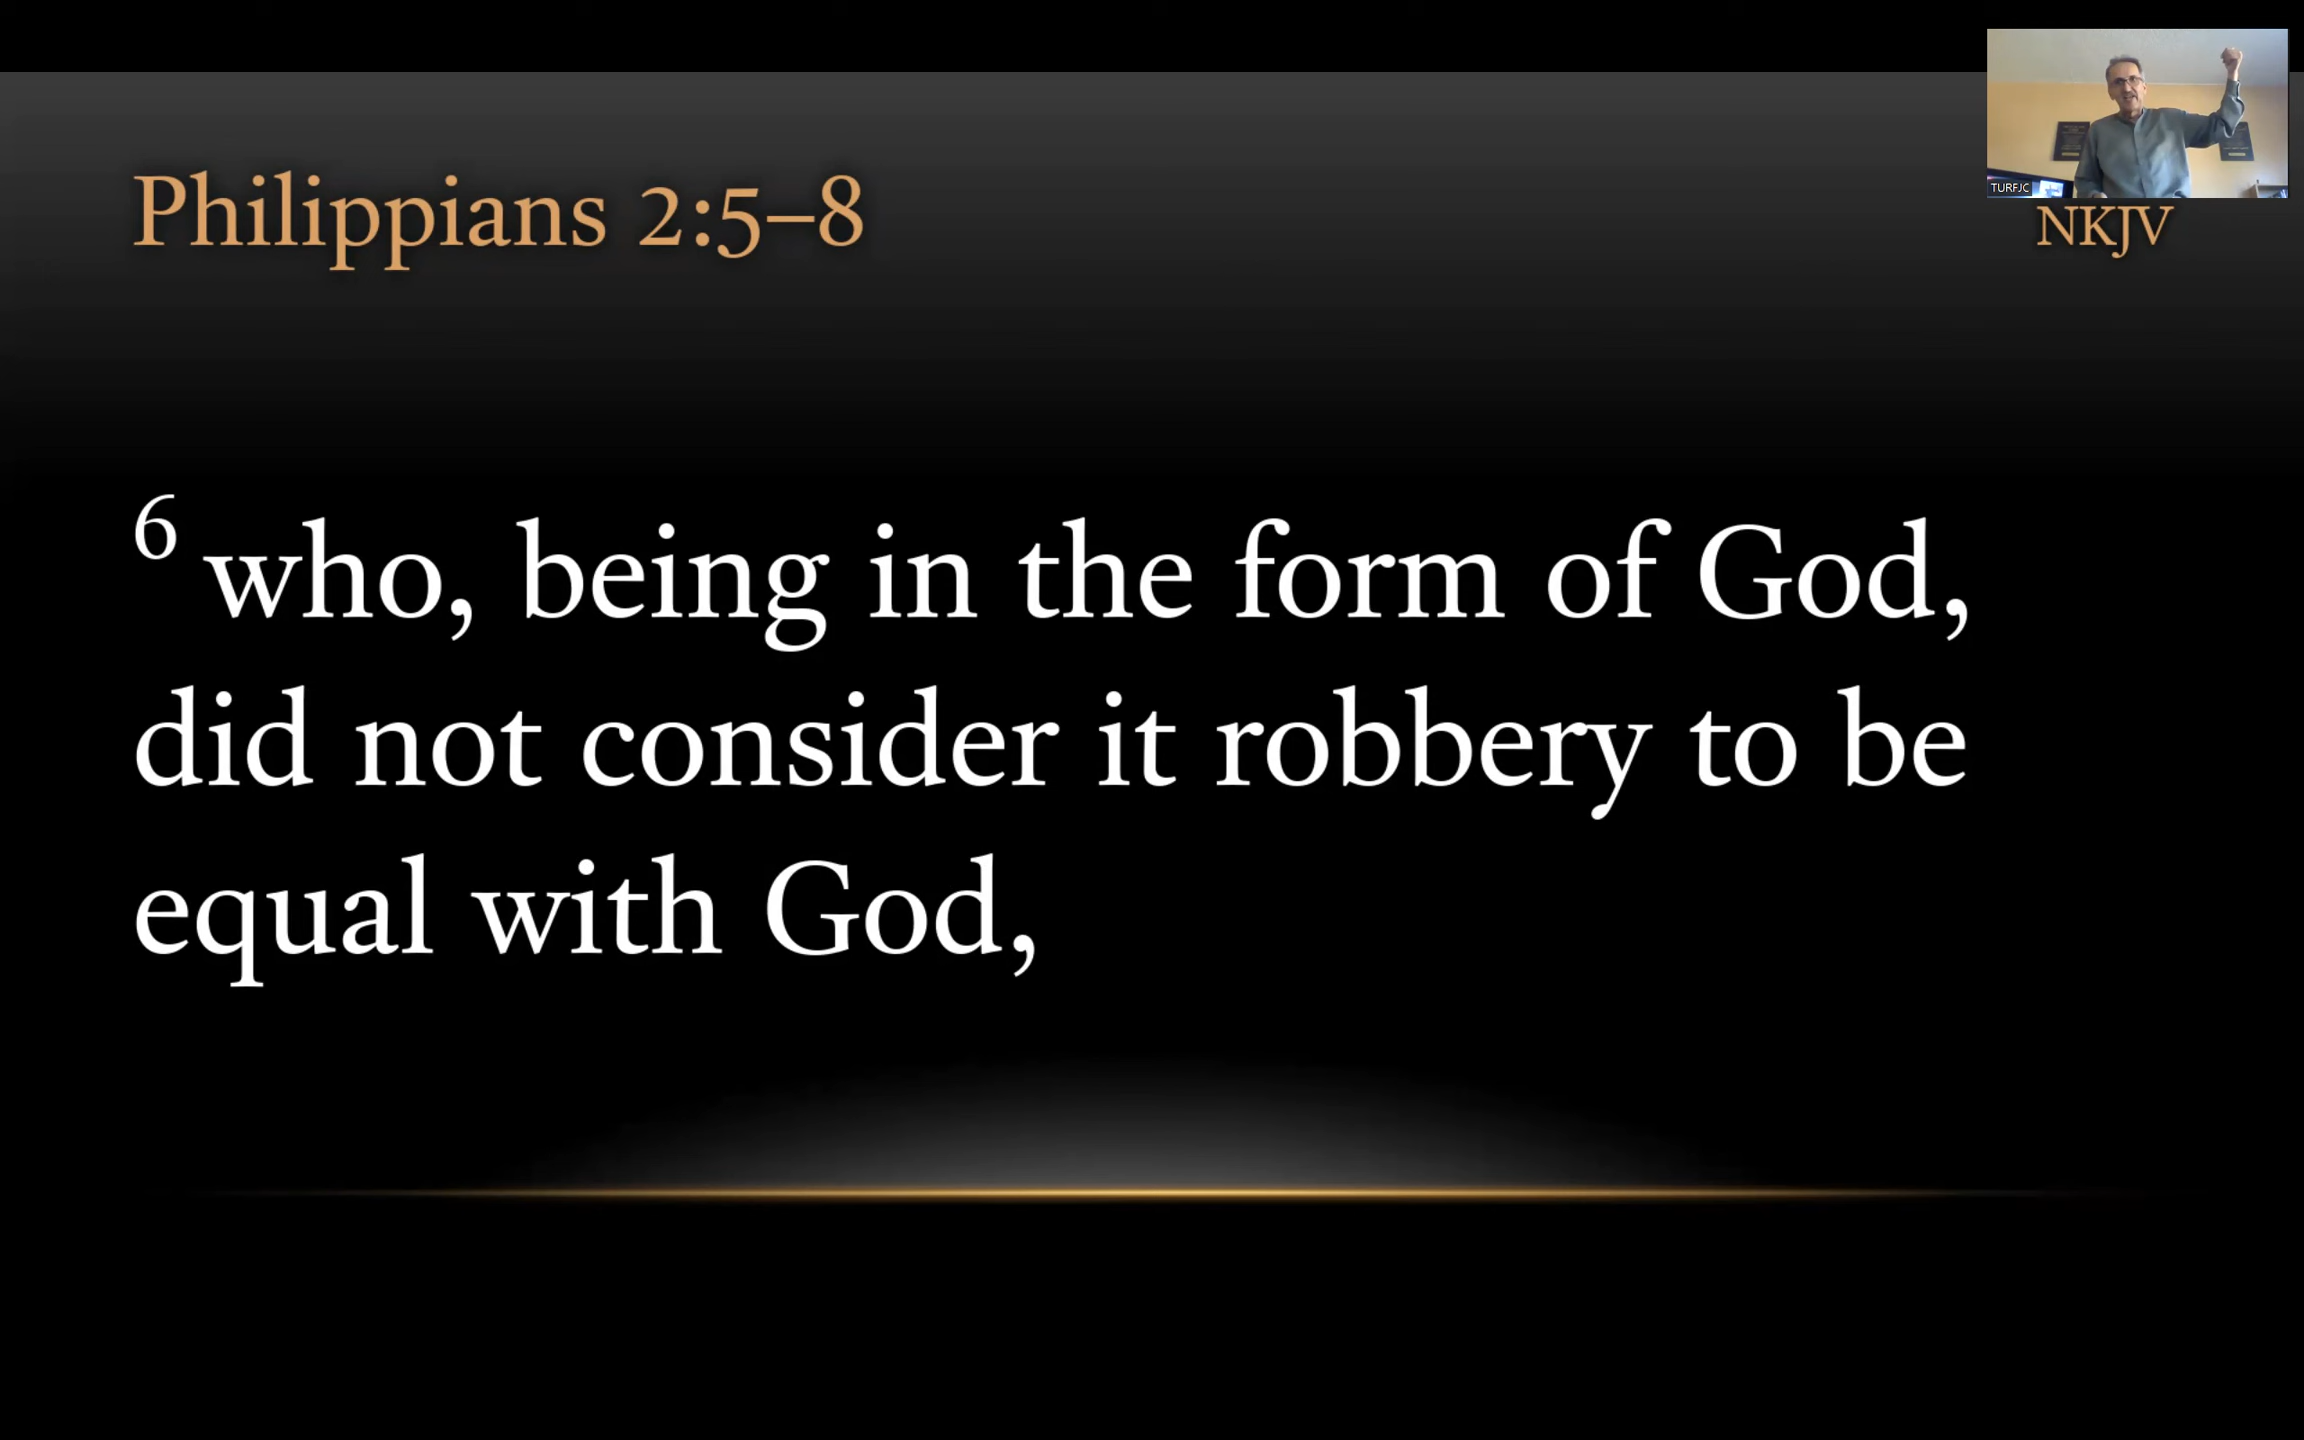 Philippians 2:5–8
TURFJC
NKJV
6 who, being in the form of God,
did not consider it robbery to be
equal with God,